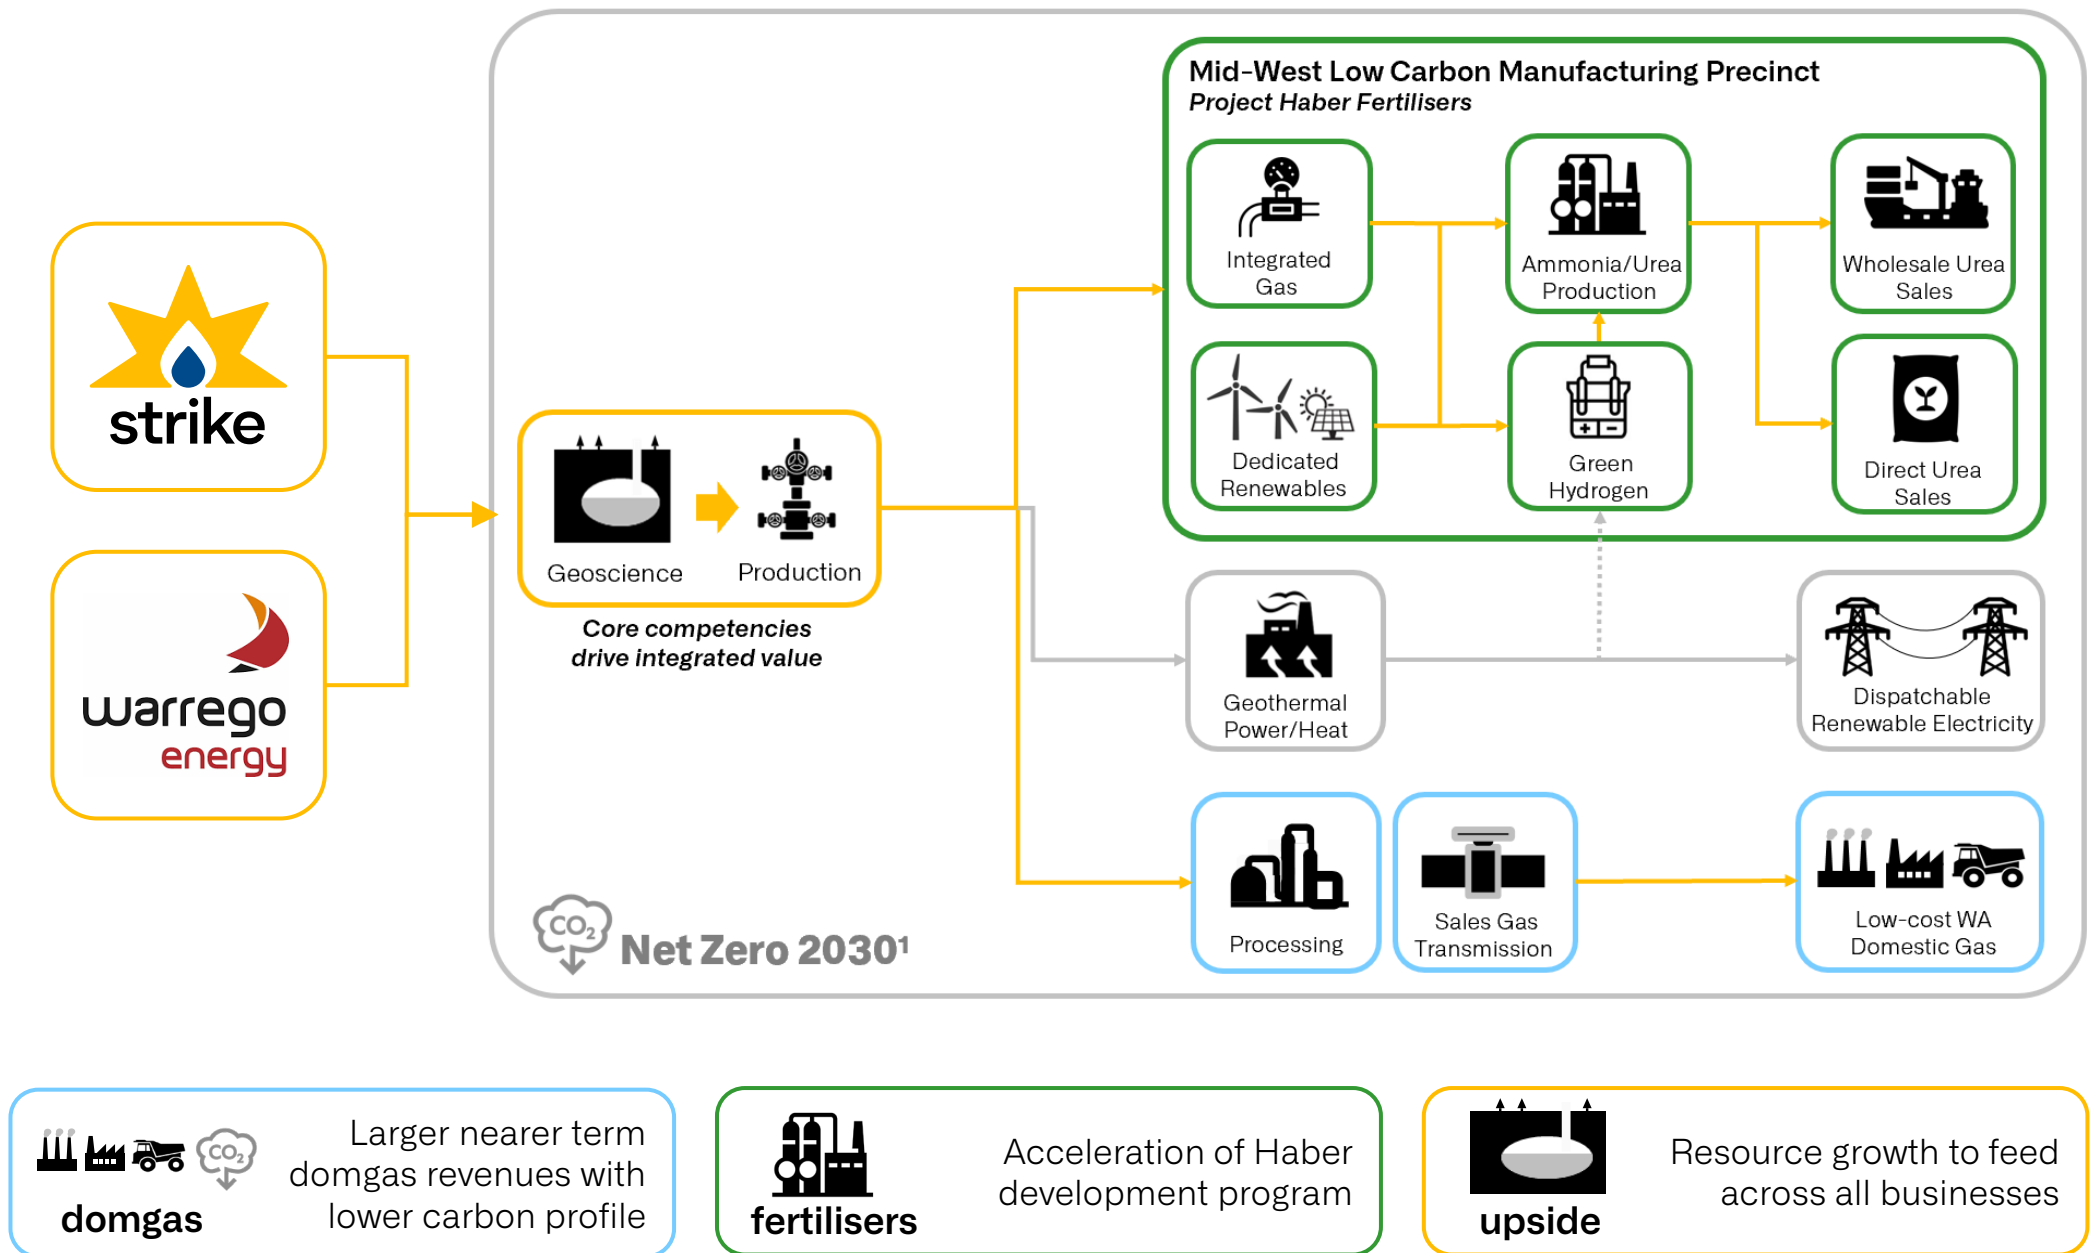 Mid-West Low Carbon Manufacturing Precinct
Project Haber Fertilisers
Integrated
Gas
Ammonia/Urea
Production
Wholesale Urea
Sales
Dedicated
Renewables
Green
Hydrogen
Direct Urea
Sales
strike
warrego
energy
Geoscience
Production
Core competencies
drive integrated value
Geothermal
Power/Heat
Dispatchable
Renewable Electricity
Processing
Sales Gas
Transmission
Low-cost WA
Domestic Gas
CO₂
Net Zero 2030¹
CO₂
domgas
Larger nearer term
domgas revenues with
lower carbon profile
fertilisers
Acceleration of Haber
development program
upside
Resource growth to feed
across all businesses